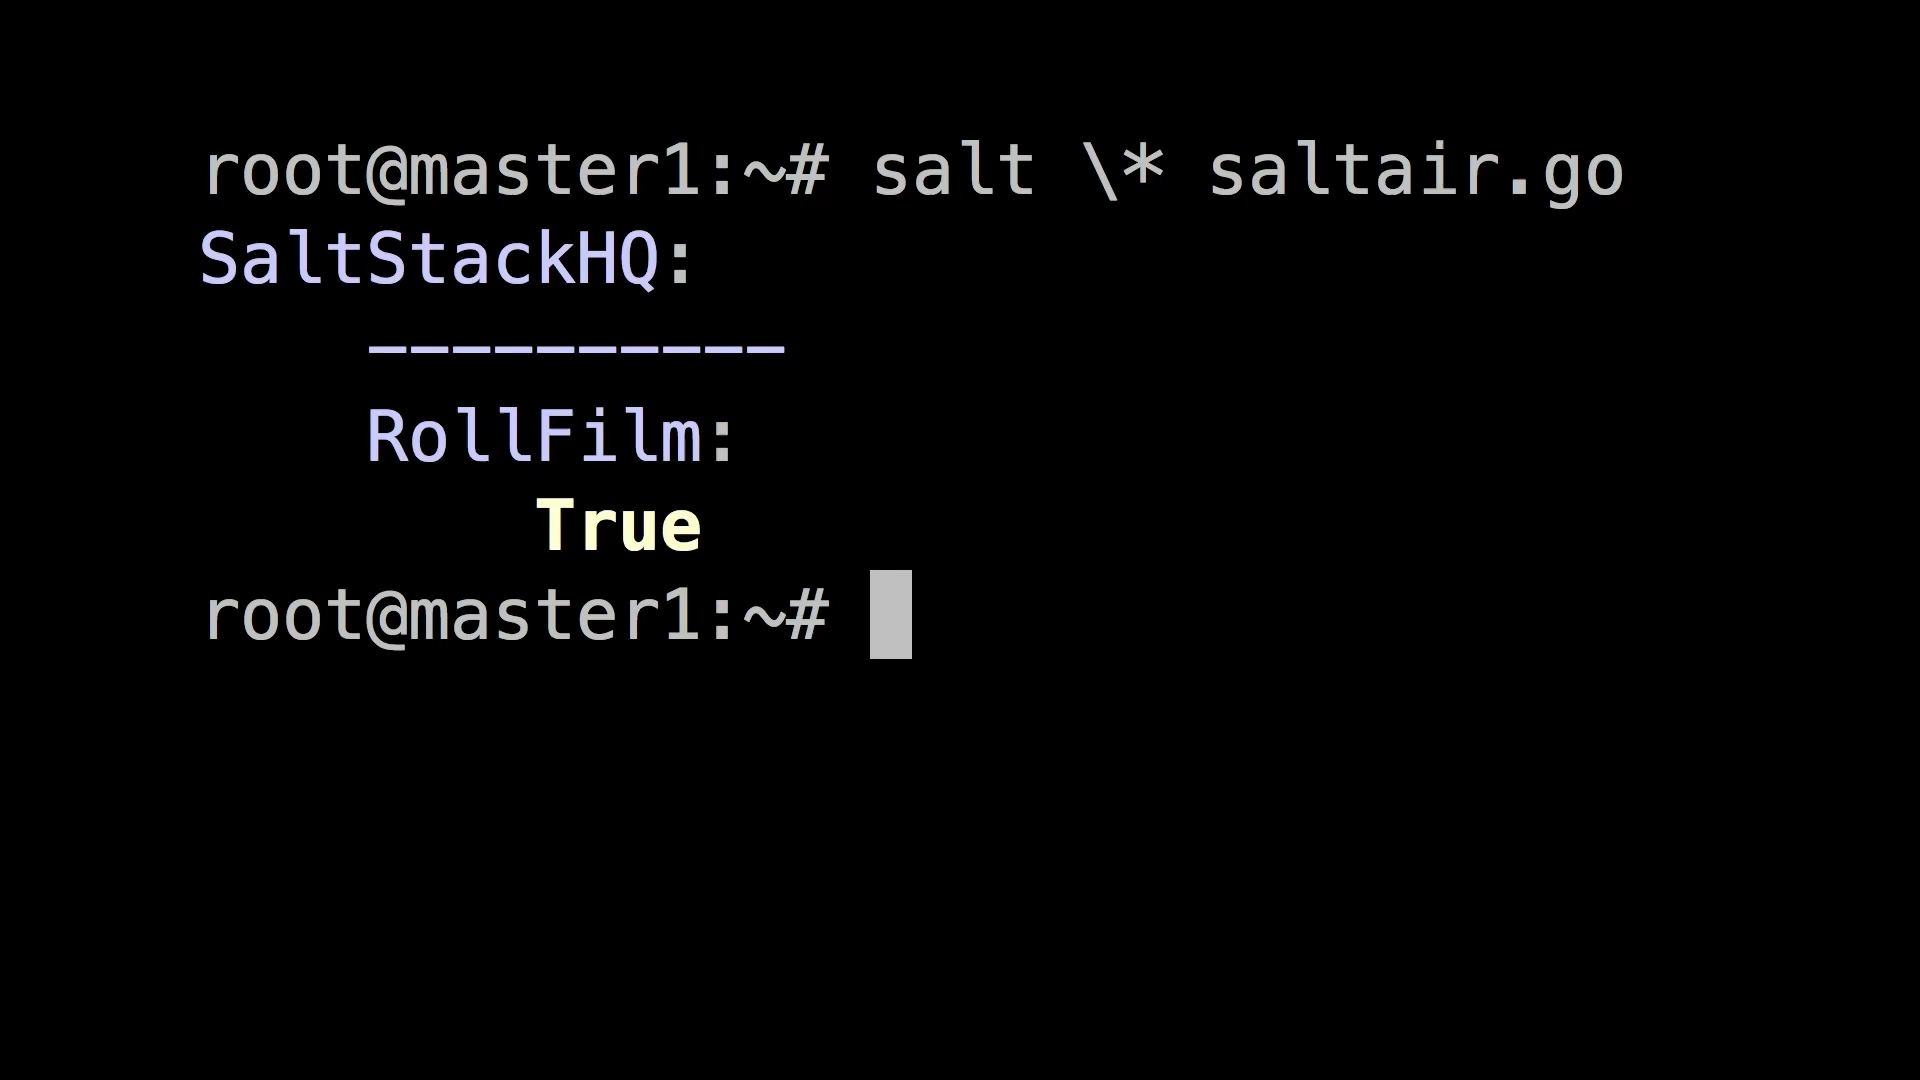 root@master1:~# salt \* saltair.go
SaltStackHQ:
    ----------
    RollFilm:
        True
root@master1:~#